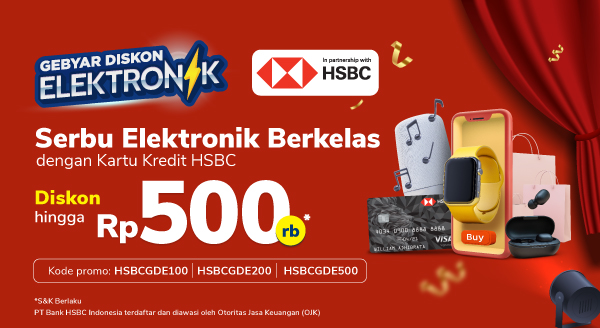 GEBYAR DISKON
ELEKTRONIK
In partnership with
HSBC
Serbu Elektronik Berkelas
dengan Kartu Kredit HSBC
Diskon
hingga
Rp500rb*
HSBC
VISA
Buy
Kode promo: HSBCGDE100 | HSBCGDE200 | HSBCGDE500
*S&K Berlaku
PT Bank HSBC Indonesia terdaftar dan diawasi oleh Otoritas Jasa Keuangan (OJK)